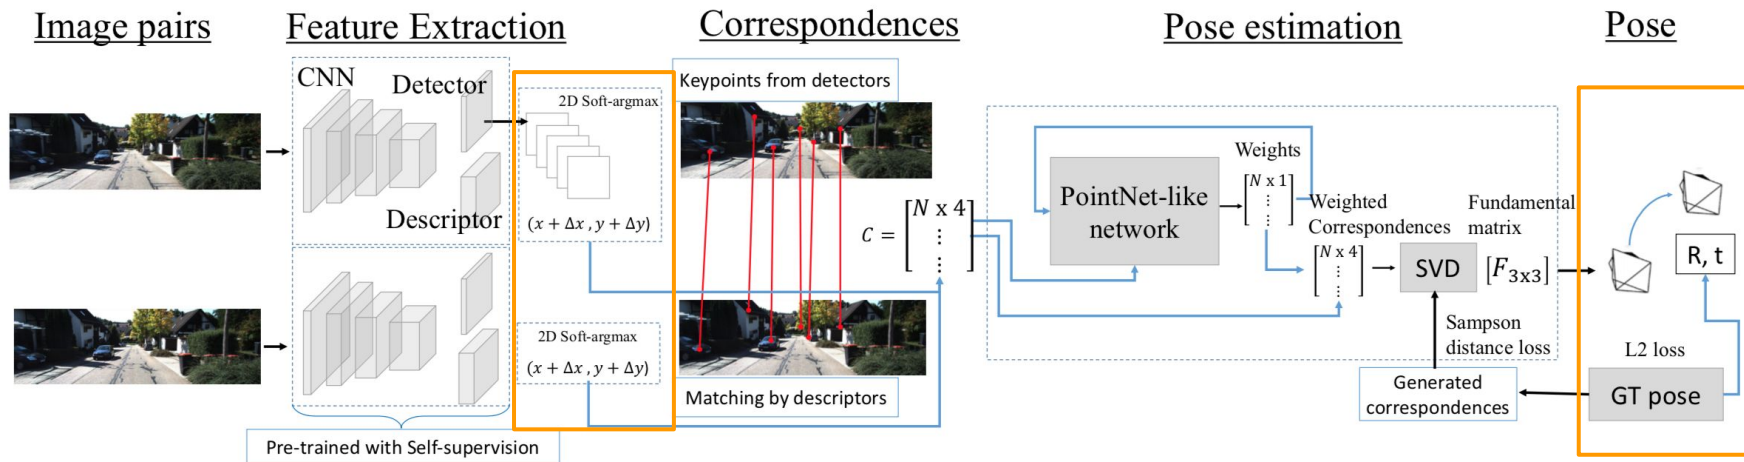 Image pairs
Feature Extraction
Correspondences
Pose estimation
Pose
CNN
Detector
Descriptor
2D Soft-argmax
(x + Δx , y + Δy)
2D Soft-argmax
(x + Δx , y + Δy)
Pre-trained with Self-supervision
Keypoints from detectors
Matching by descriptors
C = [N x 4 ⋮ ⋮]
PointNet-like
network
Weights
[N x 1 ⋮ ⋮]
Weighted
Correspondences
[N x 4 ⋮ ⋮]
SVD
Fundamental
matrix
[F3x3]
Sampson
distance loss
Generated
correspondences
R, t
L2 loss
GT pose